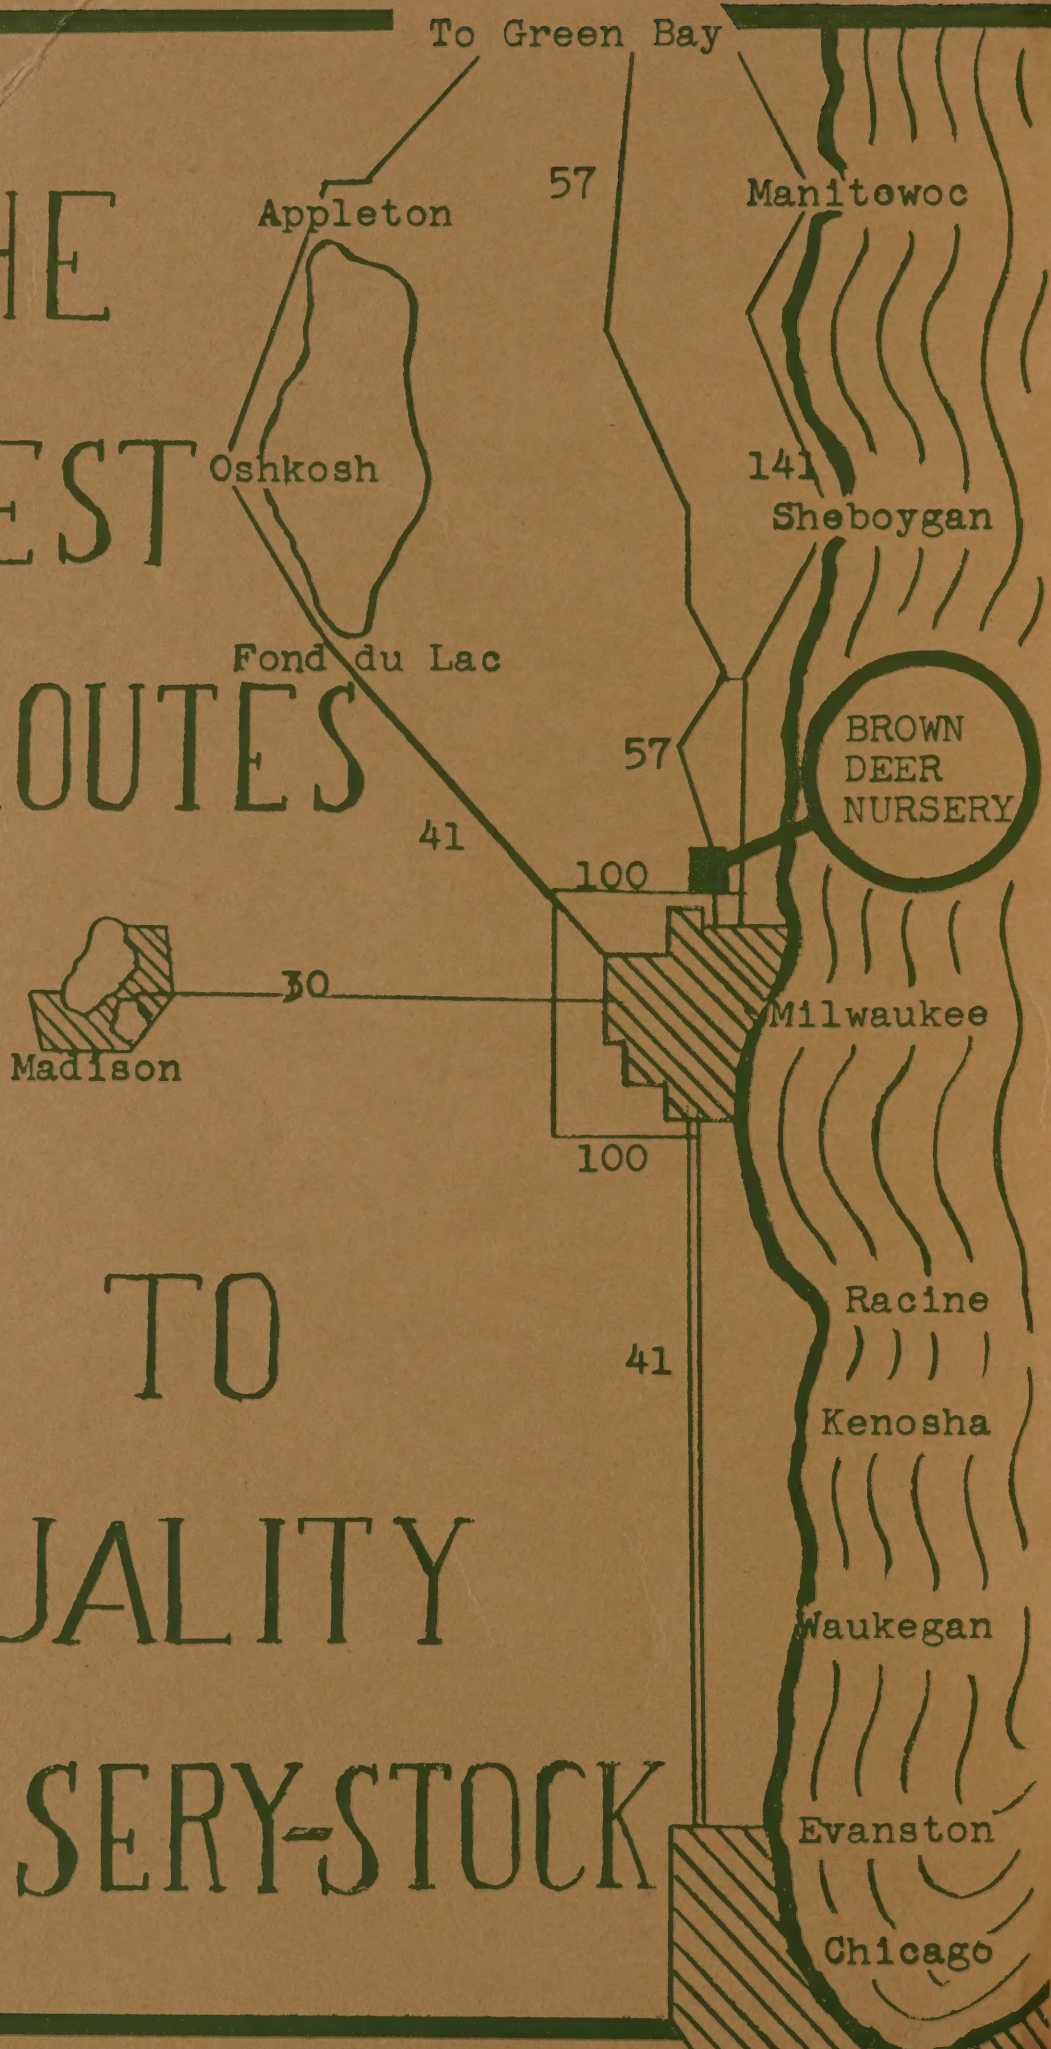 To Green Bay
57
Manitowoc
Appleton
HE
141
EST
Oshkosh
Sheboygan
Fond du Lac
OUTES
57
BROWN
DEER
NURSERY
41
100
30
Milwaukee
Madison
100
TO
Racine
41
Kenosha
UALITY
Waukegan
SERY-STOCK
Evanston
Chicago